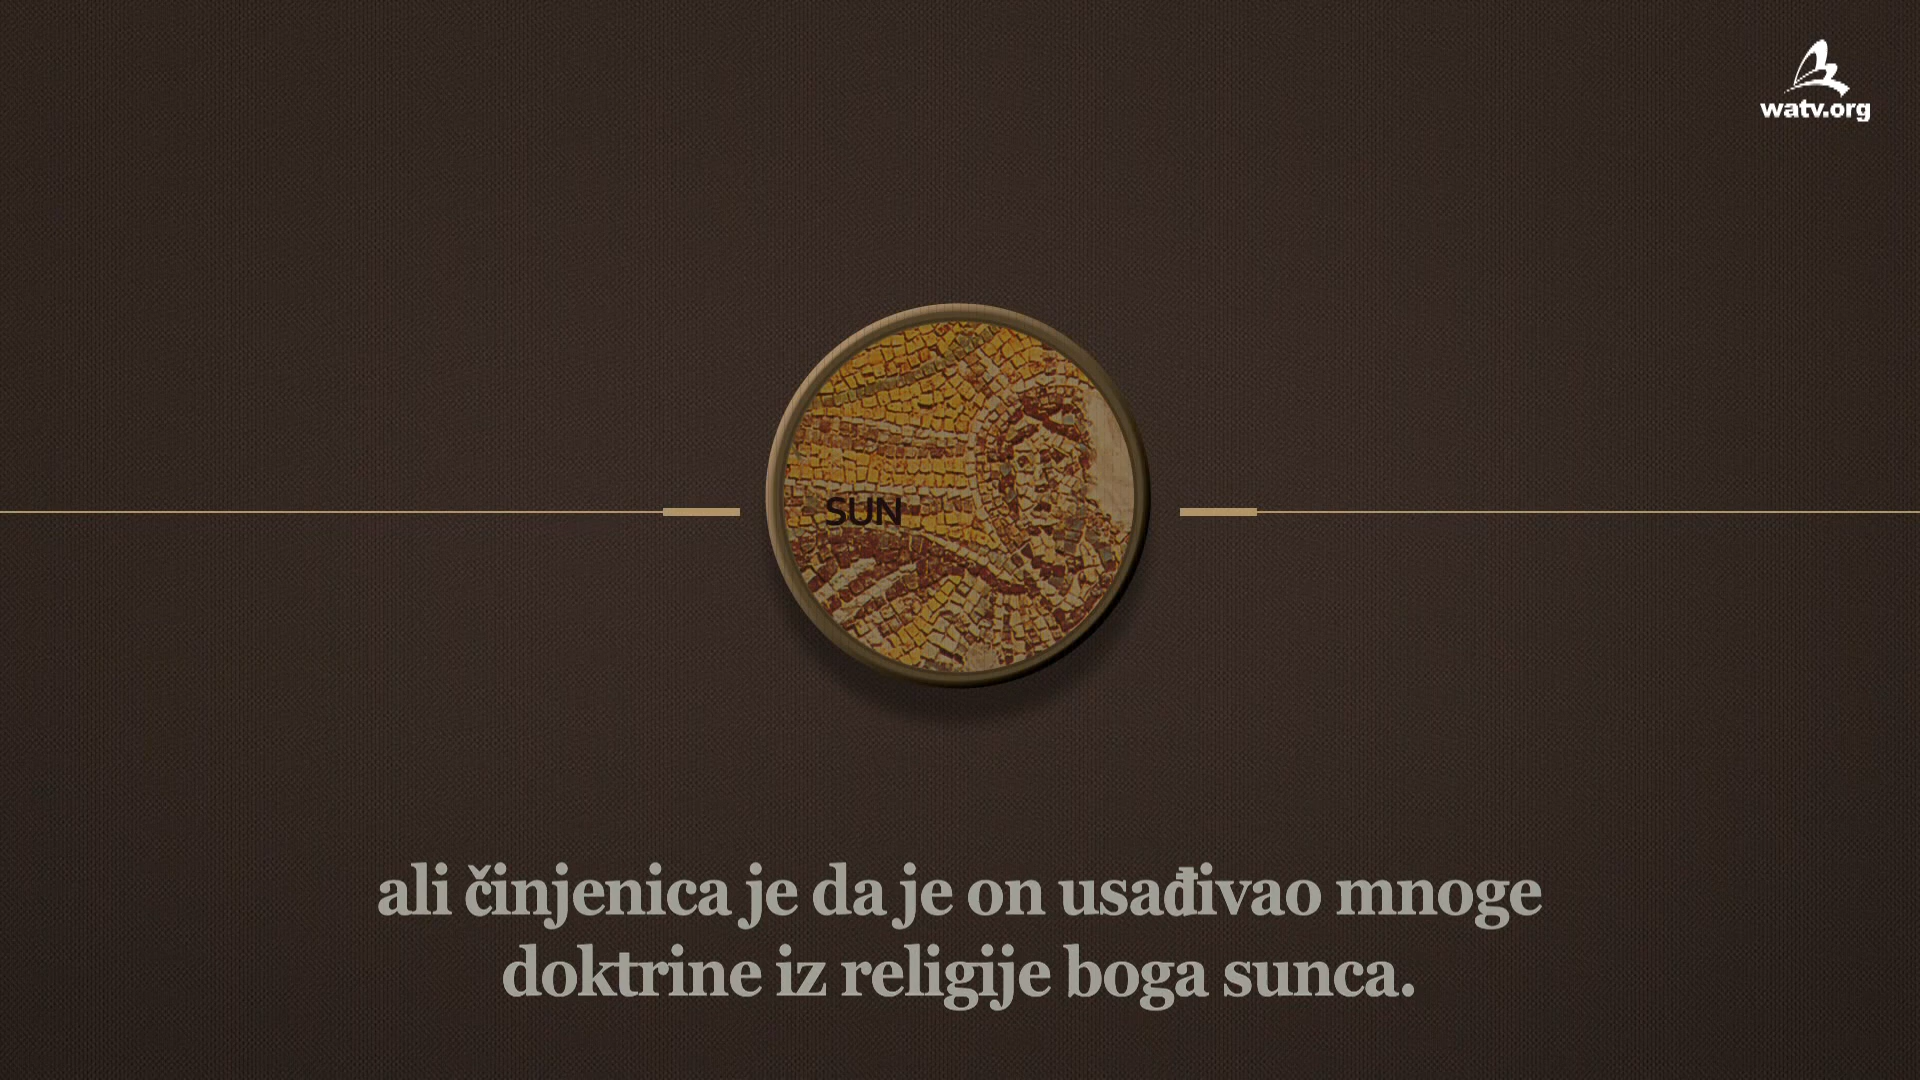 watv.org
SUN
ali činjenica je da je on usađivao mnoge
doktrine iz religije boga sunca.